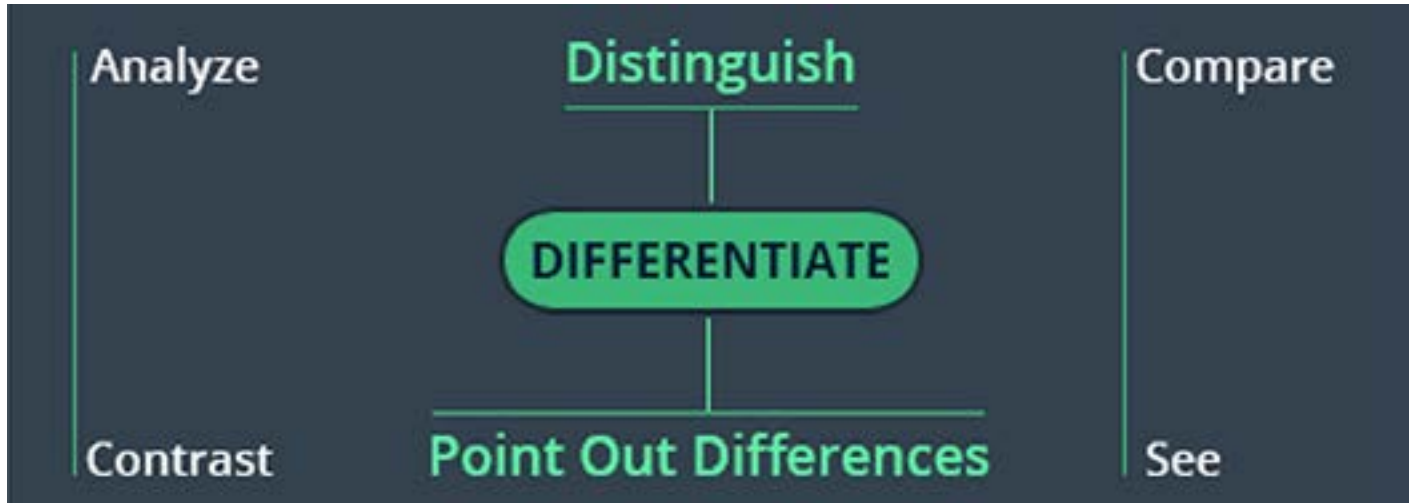 Analyze
Distinguish
Compare
DIFFERENTIATE
Contrast
Point Out Differences
See